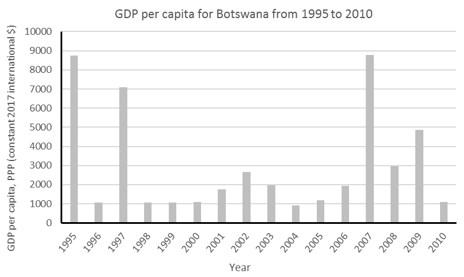 GDP per capita for Botswana from 1995 to 2010
GDP per capita, PPP (constant 2017 international $)
10000
9000
8000
7000
6000
5000
4000
3000
2000
1000
0
1995 1996 1997 1998 1999 2000 2001 2002 2003 2004 2005 2006 2007 2008 2009 2010
Year